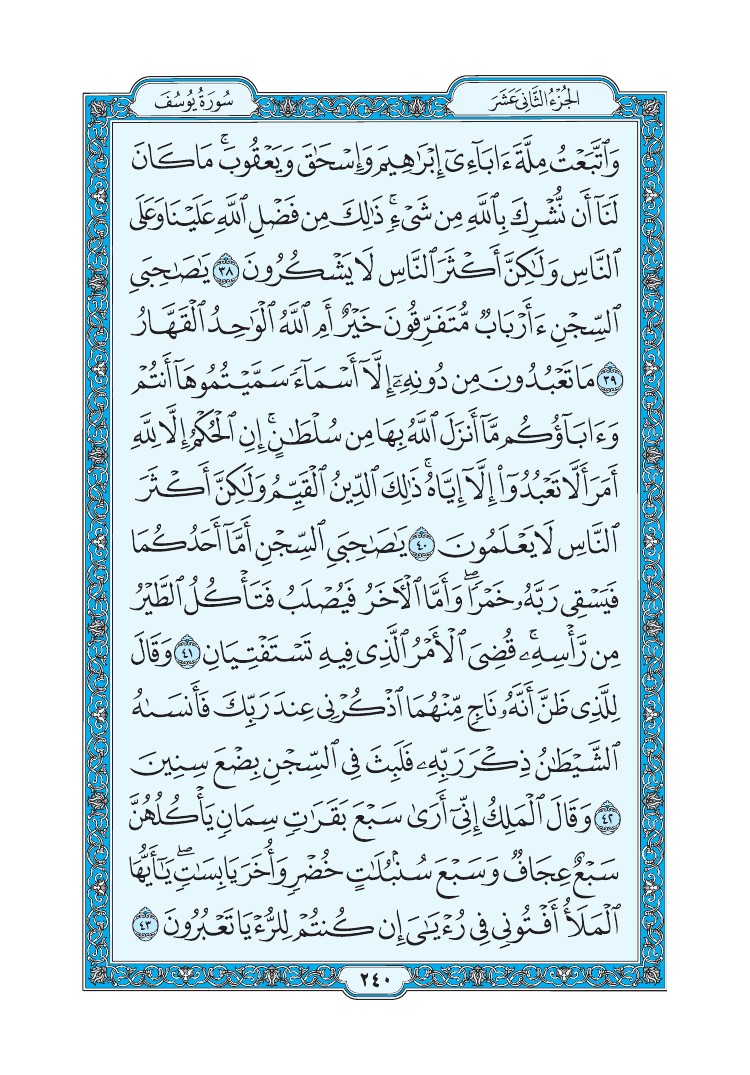 الجُزْءُ الثَّانِي عَشَرَ
سُورَةُ يُوسُفَ
وَٱتَّبَعْتُ مِلَّةَ ءَابَآءِىٓ إِبْرَٰهِيمَ وَإِسْحَٰقَ وَيَعْقُوبَۚ مَا كَانَ
لَنَآ أَن نُّشْرِكَ بِٱللَّهِ مِن شَىْءٍۚ ذَٰلِكَ مِن فَضْلِ ٱللَّهِ عَلَيْنَا وَعَلَى
ٱلنَّاسِ وَلَٰكِنَّ أَكْثَرَ ٱلنَّاسِ لَا يَشْكُرُونَ ٣٨ يَٰصَٰحِبَىِ
ٱلسِّجْنِ ءَأَرْبَابٌ مُّتَفَرِّقُونَ خَيْرٌ أَمِ ٱللَّهُ ٱلْوَٰحِدُ ٱلْقَهَّارُ
٣٩ مَا تَعْبُدُونَ مِن دُونِهِۦٓ إِلَّآ أَسْمَآءً سَمَّيْتُمُوهَآ أَنتُمْ
وَءَابَآؤُكُم مَّآ أَنزَلَ ٱللَّهُ بِهَا مِن سُلْطَٰنٍۚ إِنِ ٱلْحُكْمُ إِلَّا لِلَّهِ
أَمَرَ أَلَّا تَعْبُدُوٓا۟ إِلَّآ إِيَّاهُۚ ذَٰلِكَ ٱلدِّينُ ٱلْقَيِّمُ وَلَٰكِنَّ أَكْثَرَ
ٱلنَّاسِ لَا يَعْلَمُونَ ٤٠ يَٰصَٰحِبَىِ ٱلسِّجْنِ أَمَّآ أَحَدُكُمَا
فَيَسْقِى رَبَّهُۥ خَمْرًاۖ وَأَمَّا ٱلْءَاخَرُ فَيُصْلَبُ فَتَأْكُلُ ٱلطَّيْرُ
مِن رَّأْسِهِۦۚ قُضِىَ ٱلْأَمْرُ ٱلَّذِى فِيهِ تَسْتَفْتِيَانِ ٤١ وَقَالَ
لِلَّذِى ظَنَّ أَنَّهُۥ نَاجٍ مِّنْهُمَا ٱذْكُرْنِى عِندَ رَبِّكَ فَأَنسَىٰهُ
ٱلشَّيْطَٰنُ ذِكْرَ رَبِّهِۦ فَلَبِثَ فِى ٱلسِّجْنِ بِضْعَ سِنِينَ
٤٢ وَقَالَ ٱلْمَلِكُ إِنِّىٓ أَرَىٰ سَبْعَ بَقَرَٰتٍ سِمَانٍ يَأْكُلُهُنَّ
سَبْعٌ عِجَافٌ وَسَبْعَ سُنۢبُلَٰتٍ خُضْرٍ وَأُخَرَ يَابِسَٰتٍۖ يَٰٓأَيُّهَا
ٱلْمَلَأُ أَفْتُونِى فِى رُءْيَٰىَ إِن كُنتُمْ لِلرُّءْيَا تَعْبُرُونَ ٤٣
٢٤٠